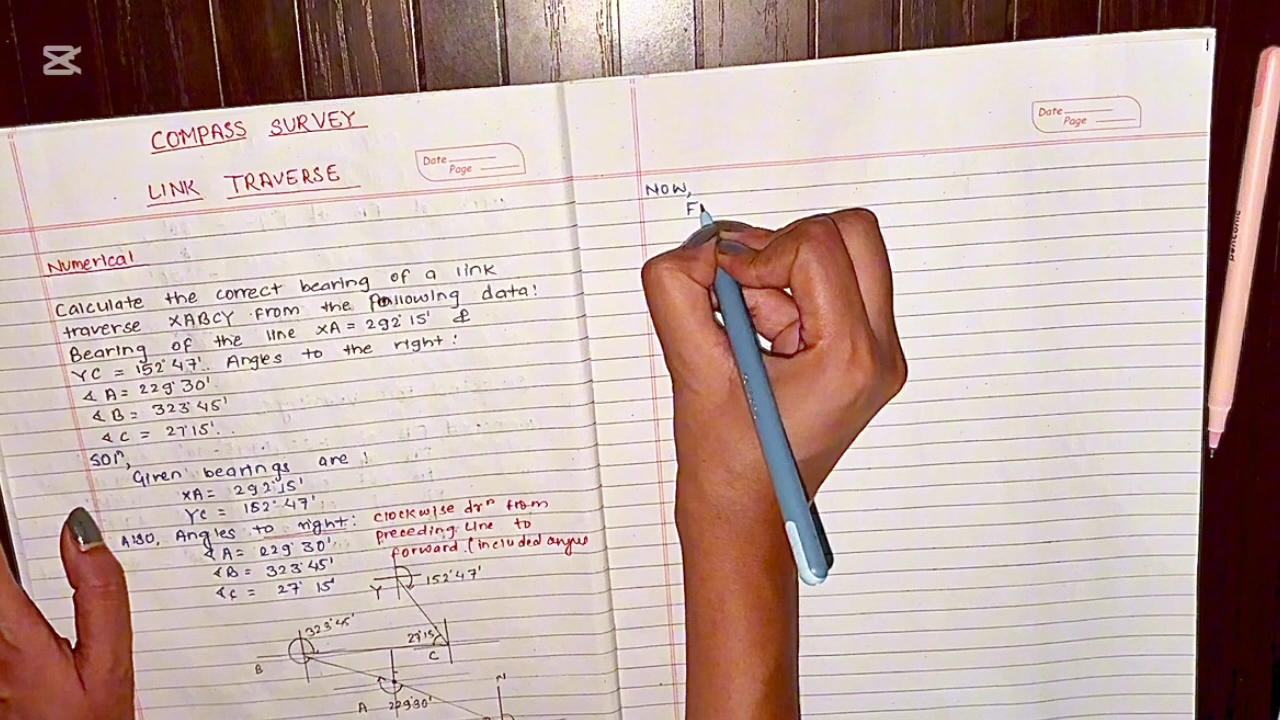 COMPASS SURVEY
LINK TRAVERSE
Date
Page
Numerical
Calculate the correct bearing of a link
traverse XABCY from the following data:
Bearing of the line XA = 292°15' &
YC = 152°47'. Angles to the right:
∡ A = 229°30'
∡ B = 323°45'
∡ C = 27°15'.
Solⁿ,
Given bearings are :
XA = 292°15'
YC = 152°47'
Also, Angles to right: clockwise dirⁿ from
preceding line to
forward. (included angle
∡A = 229°30'
∡B = 323°45'
∡C = 27°15'
Y 152°47'
323°45'
27°15'
B
C
A 229°30'
N
Date
Page
NOW,
F